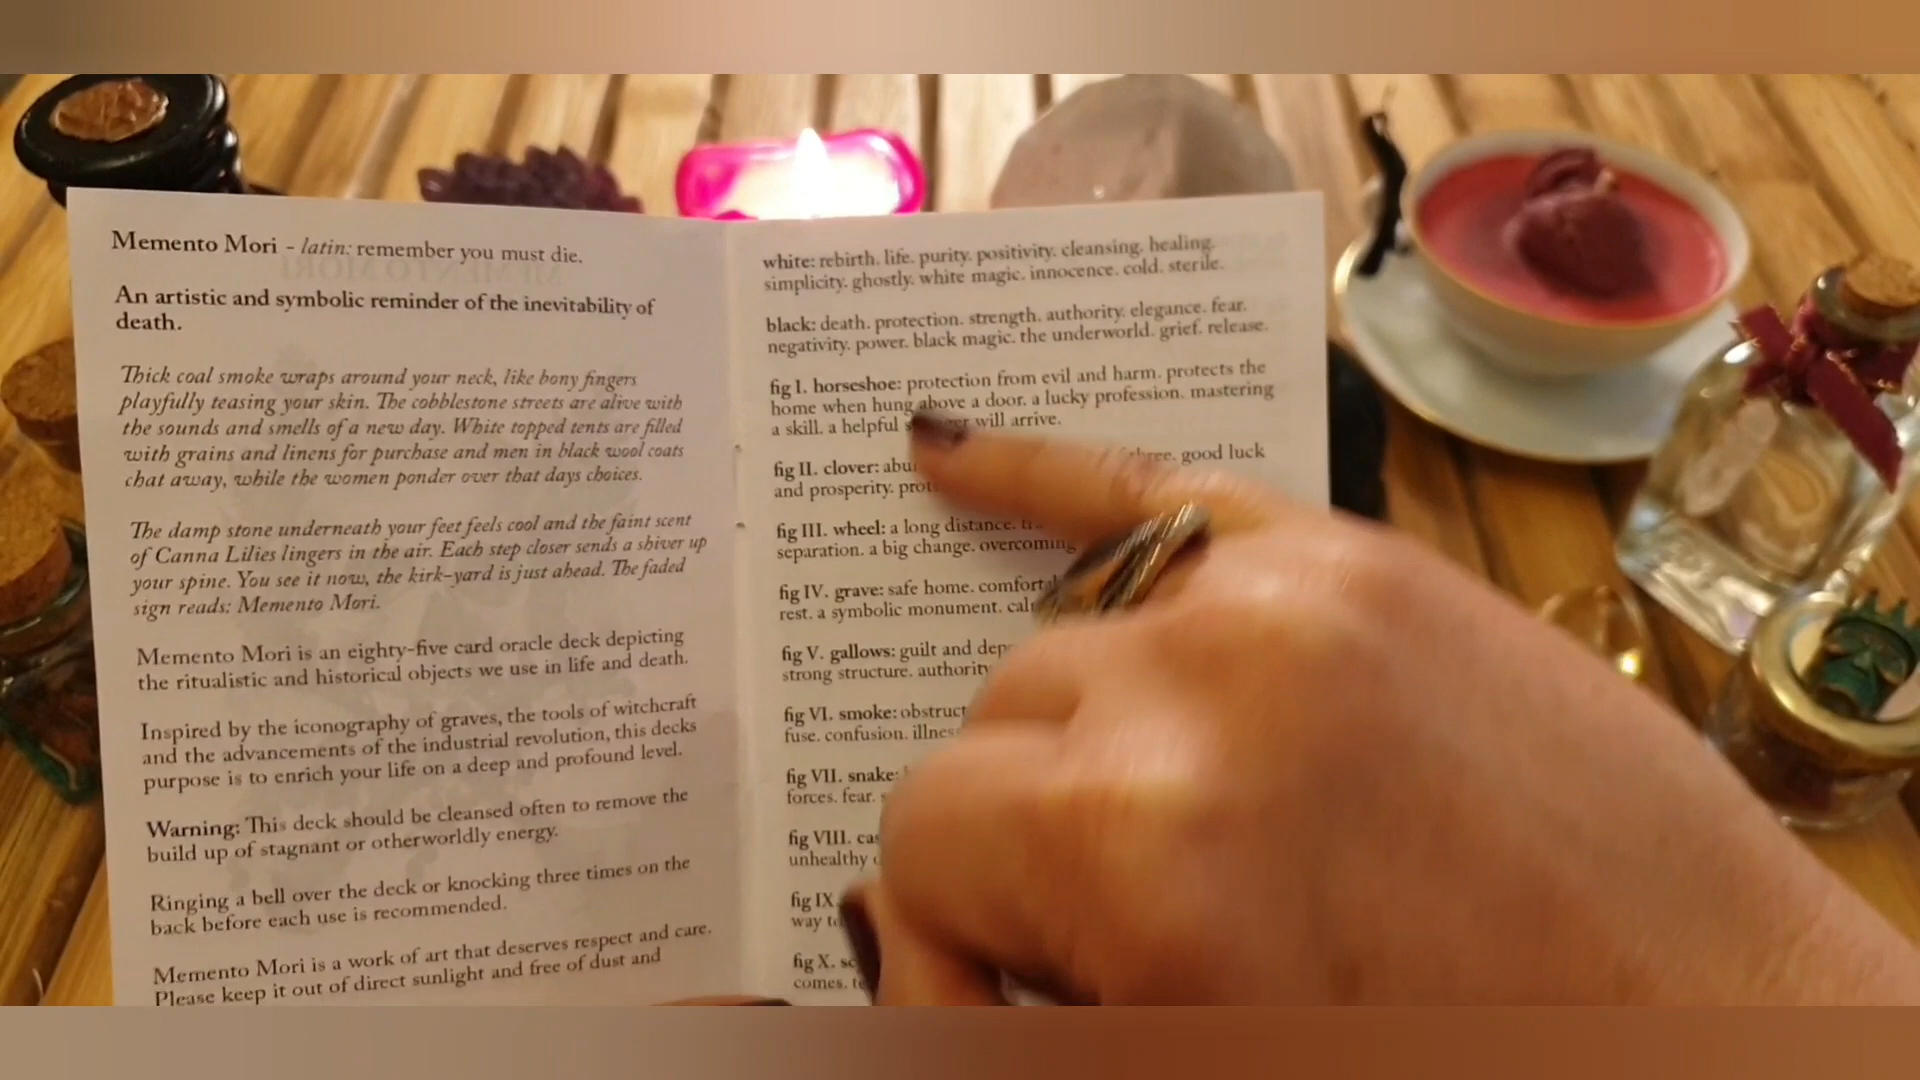 Memento Mori - latin: remember you must die.
An artistic and symbolic reminder of the inevitability of
death.
Thick coal smoke wraps around your neck, like bony fingers
playfully teasing your skin. The cobblestone streets are alive with
the sounds and smells of a new day. White topped tents are filled
with grains and linens for purchase and men in black wool coats
chat away, while the women ponder over that days choices.
The damp stone underneath your feet feels cool and the faint scent
of Canna Lilies lingers in the air. Each step closer sends a shiver up
your spine. You see it now, the kirk-yard is just ahead. The faded
sign reads: Memento Mori.
Memento Mori is an eighty-five card oracle deck depicting
the ritualistic and historical objects we use in life and death.
Inspired by the iconography of graves, the tools of witchcraft
and the advancements of the industrial revolution, this decks
purpose is to enrich your life on a deep and profound level.
Warning: This deck should be cleansed often to remove the
build up of stagnant or otherworldly energy.
Ringing a bell over the deck or knocking three times on the
back before each use is recommended.
Memento Mori is a work of art that deserves respect and care.
Please keep it out of direct sunlight and free of dust and
white: rebirth. life. purity. positivity. cleansing. healing.
simplicity. ghostly. white magic. innocence. cold. sterile.
black: death. protection. strength. authority. elegance. fear.
negativity. power. black magic. the underworld. grief. release.
fig I. horseshoe: protection from evil and harm. protects the
home when hung above a door. a lucky profession. mastering
a skill. a helpful will arrive.
fig II. clover: three. good luck
and prosperity.
fig III. wheel: a long distance.
separation. a big change. overcoming
fig IV. grave: safe home.
rest. a symbolic monument.
fig V. gallows: guilt and
strong structure. authority
fig VI. smoke:
fuse. confusion.
fig VII. snake:
forces. fear.
fig VIII.
unhealthy
fig IX.
way
fig X.
comes.